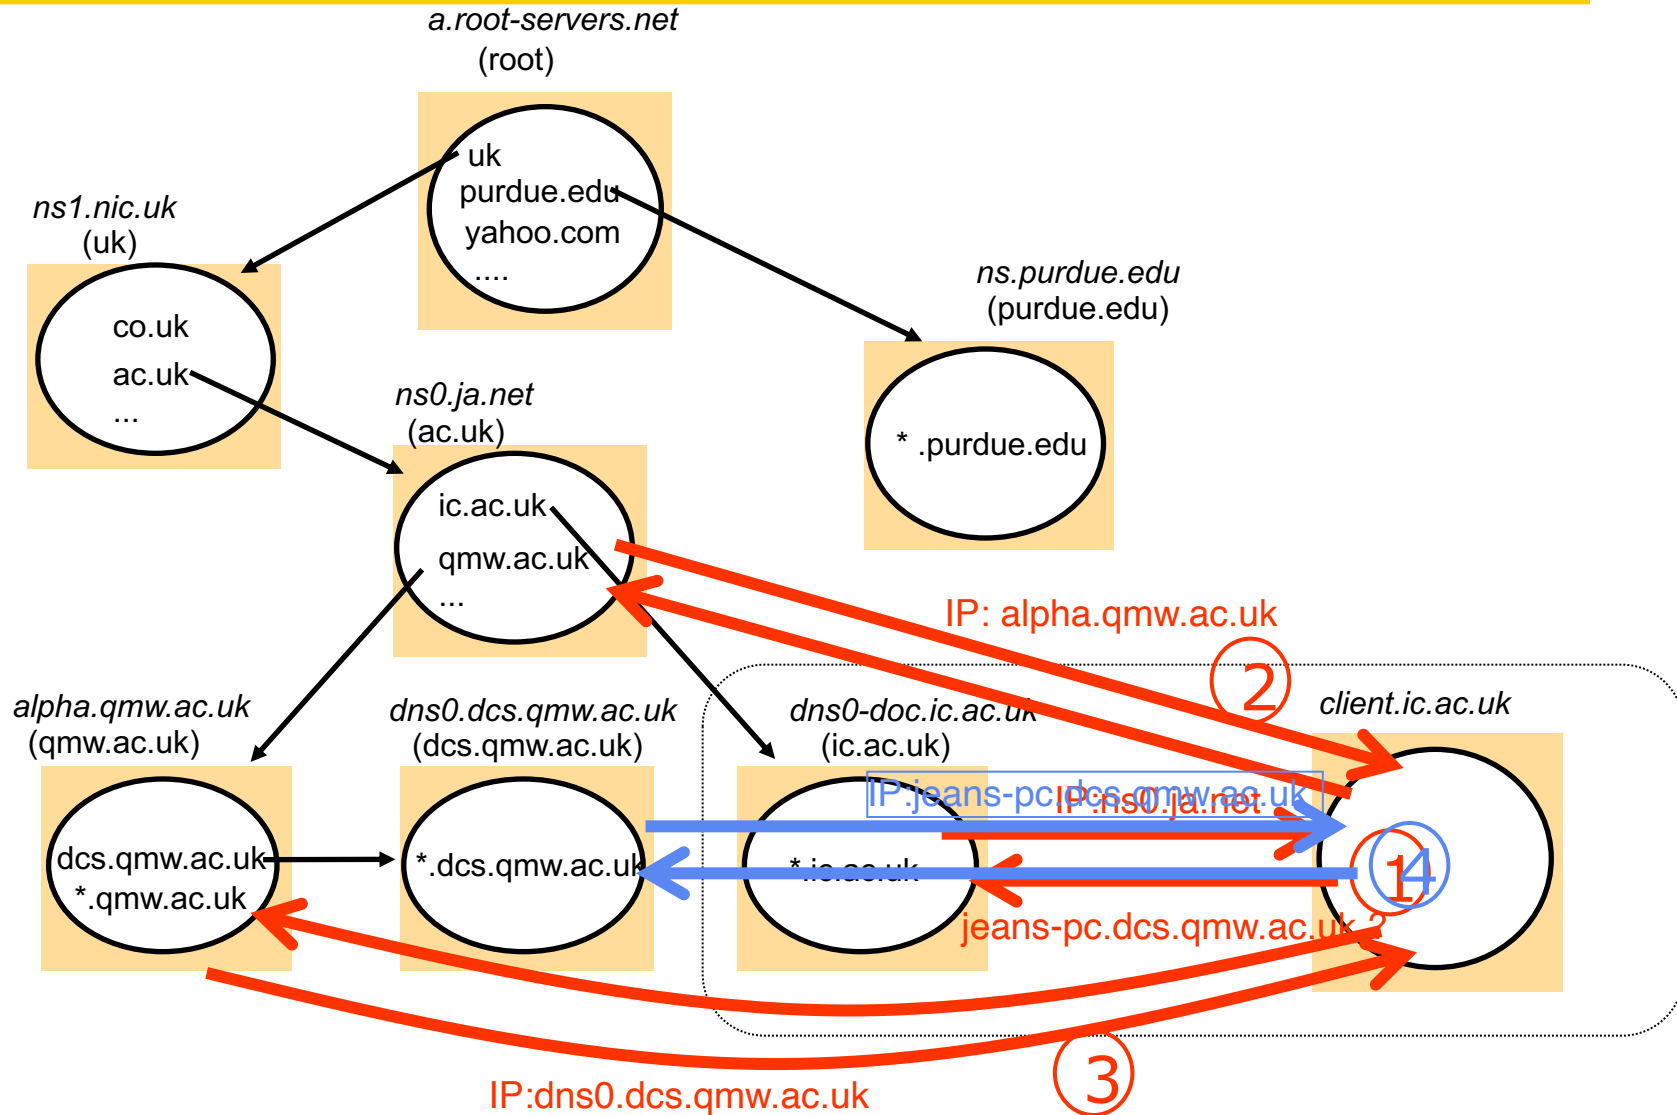 a.root-servers.net
(root)
uk
purdue.edu
yahoo.com
....
ns1.nic.uk
(uk)
co.uk
ac.uk
...
ns.purdue.edu
(purdue.edu)
* .purdue.edu
ns0.ja.net
(ac.uk)
ic.ac.uk
qmw.ac.uk
...
IP: alpha.qmw.ac.uk
2
alpha.qmw.ac.uk
(qmw.ac.uk)
dcs.qmw.ac.uk
*.qmw.ac.uk
dns0.dcs.qmw.ac.uk
(dcs.qmw.ac.uk)
*.dcs.qmw.ac.uk
dns0-doc.ic.ac.uk
(ic.ac.uk)
*.ic.ac.uk
client.ic.ac.uk
IP:jeans-pc.dcs.qmw.ac.uk
IP:ns0.ja.net
1
4
jeans-pc.dcs.qmw.ac.uk ?
3
IP:dns0.dcs.qmw.ac.uk